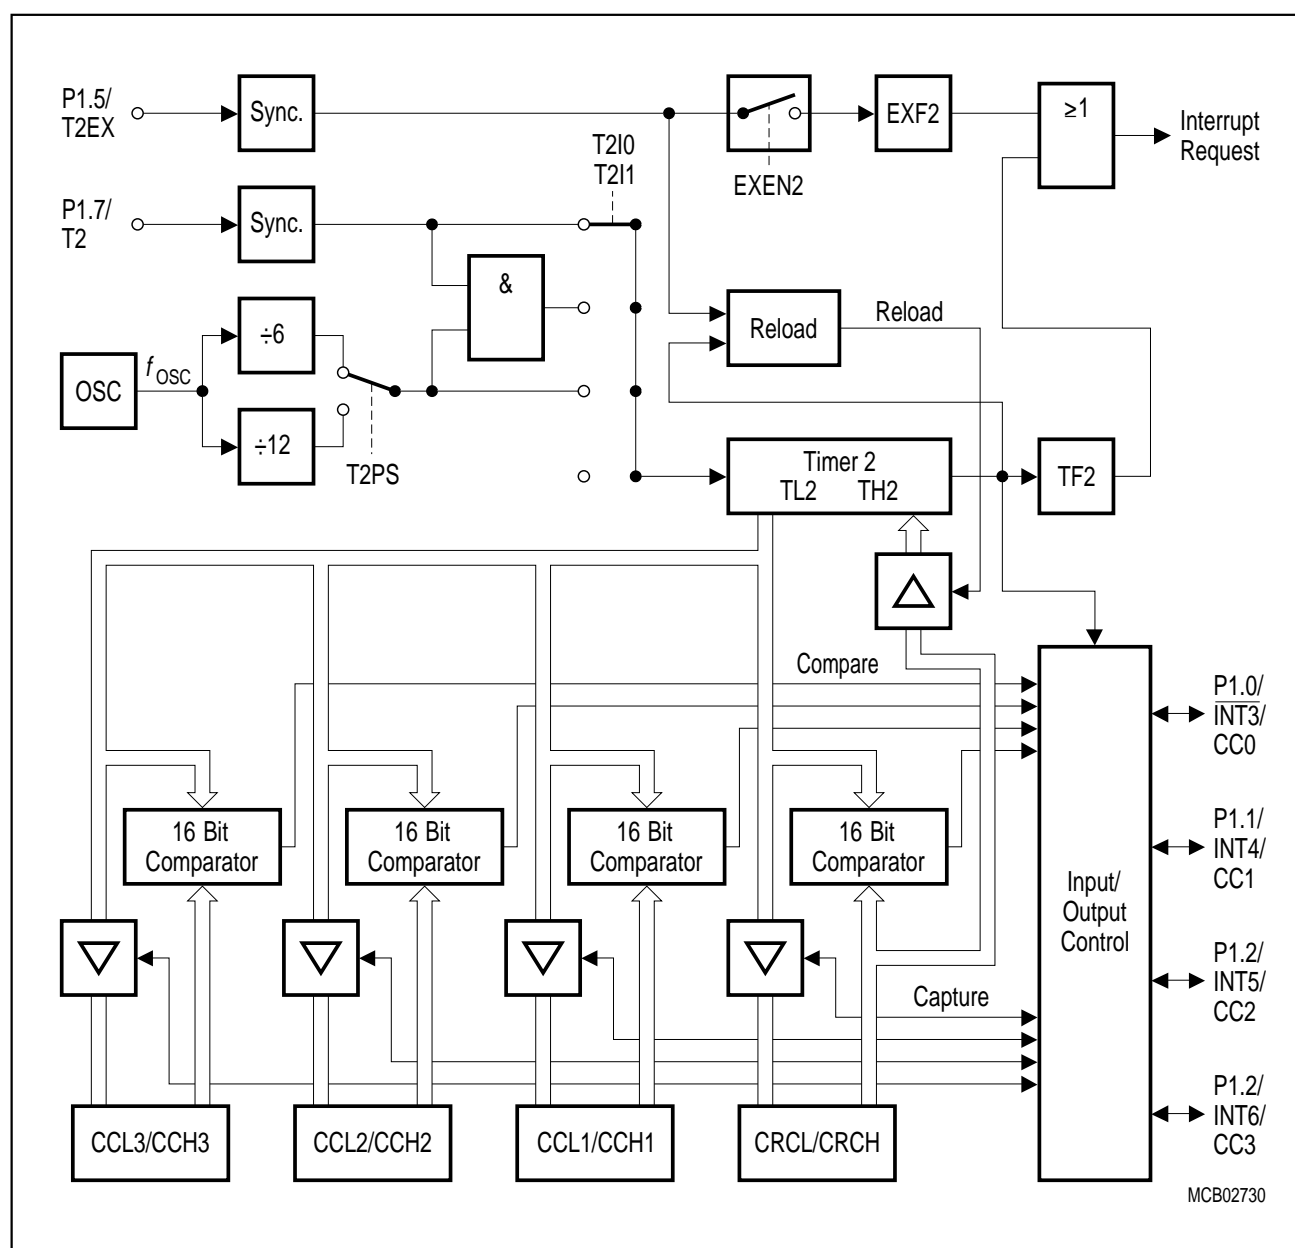 P1.5/
T2EX
Sync.
EXEN2
EXF2
≥1
Interrupt
Request
T2I0
T2I1
P1.7/
T2
Sync.
&
÷6
OSC
f OSC
÷12
T2PS
Reload
Reload
Timer 2
TL2 TH2
TF2
Compare
16 Bit
Comparator
16 Bit
Comparator
16 Bit
Comparator
16 Bit
Comparator
Capture
Input/
Output
Control
P1.0/
INT3/
CC0
P1.1/
INT4/
CC1
P1.2/
INT5/
CC2
P1.2/
INT6/
CC3
CCL3/CCH3
CCL2/CCH2
CCL1/CCH1
CRCL/CRCH
MCB02730